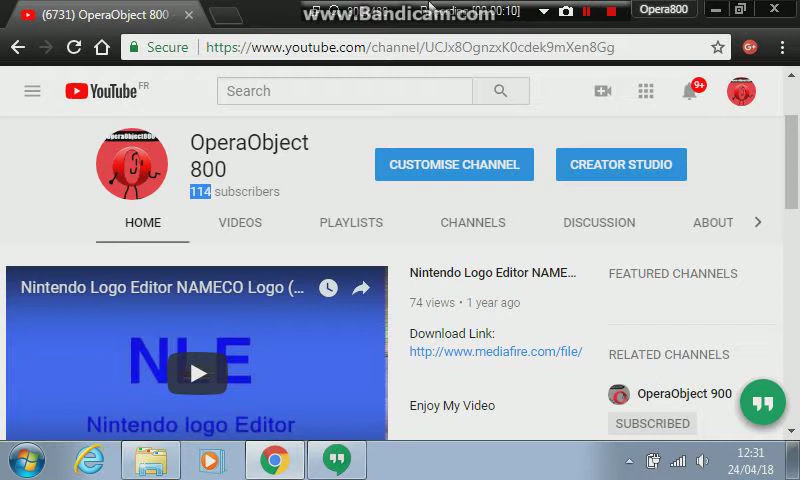 www.Bandicam.com
[00:00:10]
Opera800
(6731) OperaObject 800
Secure
https://www.youtube.com/channel/UCJx8OgnzxK0cdek9mXen8Gg
YouTube FR
Search
9+
OperaObject800
OperaObject
800
114 subscribers
CUSTOMISE CHANNEL
CREATOR STUDIO
HOME VIDEOS PLAYLISTS CHANNELS DISCUSSION ABOUT
Nintendo Logo Editor NAMECO Logo (...
NLE
Nintendo logo Editor
Nintendo Logo Editor NAME...
74 views • 1 year ago
Download Link:
http://www.mediafire.com/file/
Enjoy My Video
FEATURED CHANNELS
RELATED CHANNELS
OperaObject 900
SUBSCRIBED
12:31
24/04/18